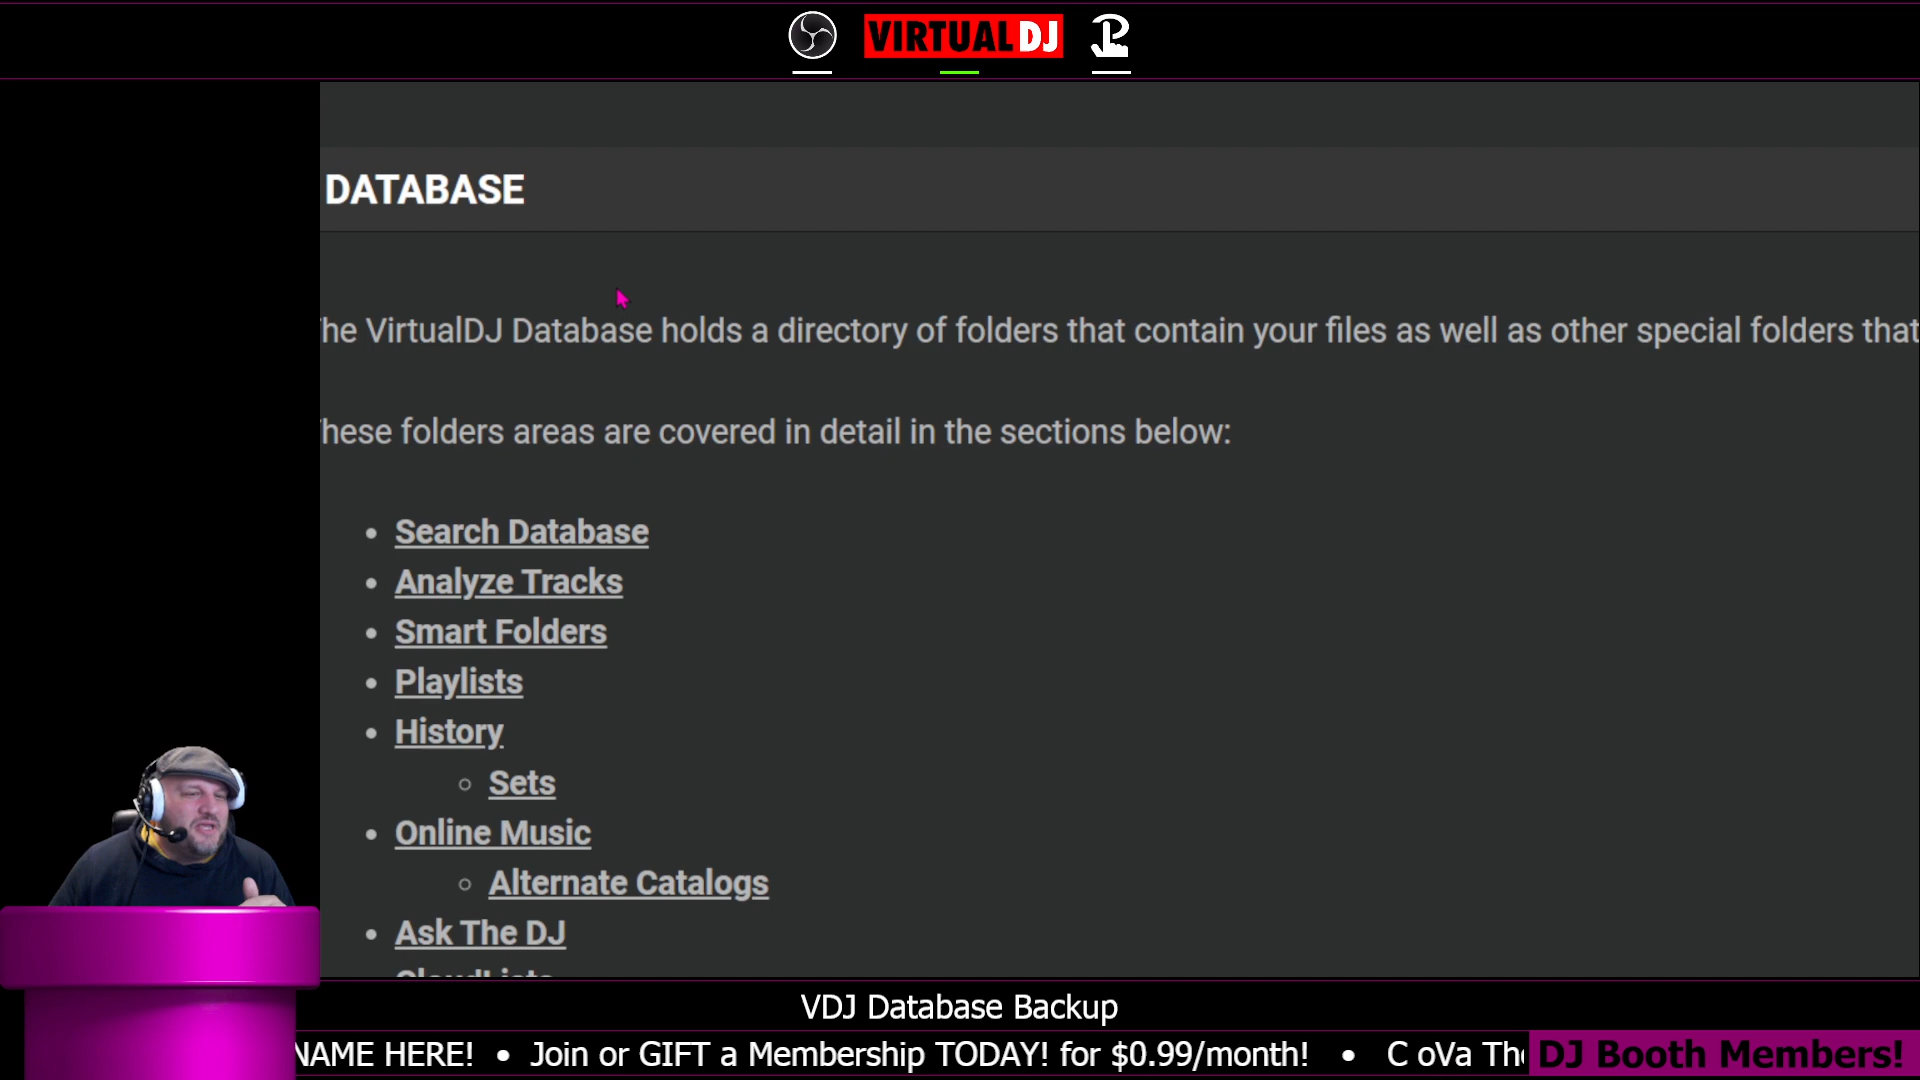 VIRTUAL DJ
DATABASE
he VirtualDJ Database holds a directory of folders that contain your files as well as other special folders that
hese folders areas are covered in detail in the sections below:
Search Database
Analyze Tracks
Smart Folders
Playlists
History
Sets
Online Music
Alternate Catalogs
Ask The DJ
VDJ Database Backup
NAME HERE! • Join or GIFT a Membership TODAY! for $0.99/month! • C oVa The DJ Booth Members!